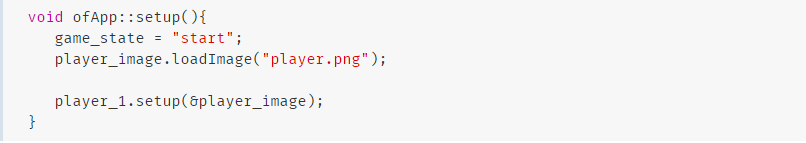 void ofApp::setup(){
game_state = "start";
player_image.loadImage("player.png");
player_1.setup(&player_image);
}